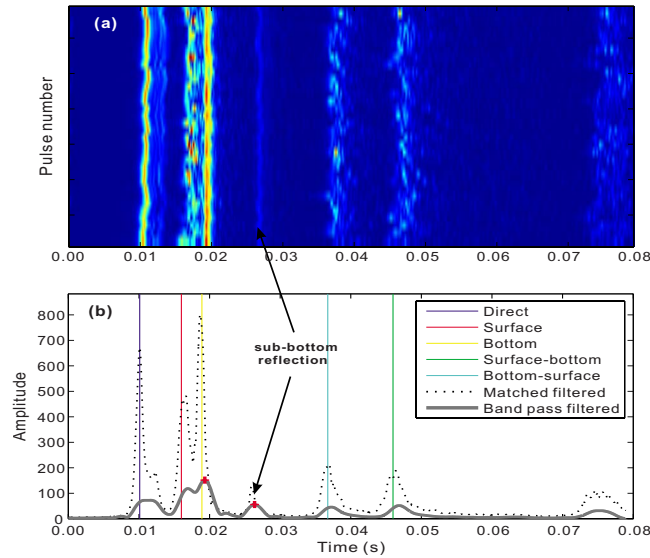 (a)
Pulse number
0.00 0.01 0.02 0.03 0.04 0.05 0.06 0.07 0.08
(b)
800
700
600
500
400
300
200
100
0
Amplitude
sub-bottom
reflection
Direct
Surface
Bottom
Surface-bottom
Bottom-surface
Matched filtered
Band pass filtered
0.00 0.01 0.02 0.03 0.04 0.05 0.06 0.07 0.08
Time (s)